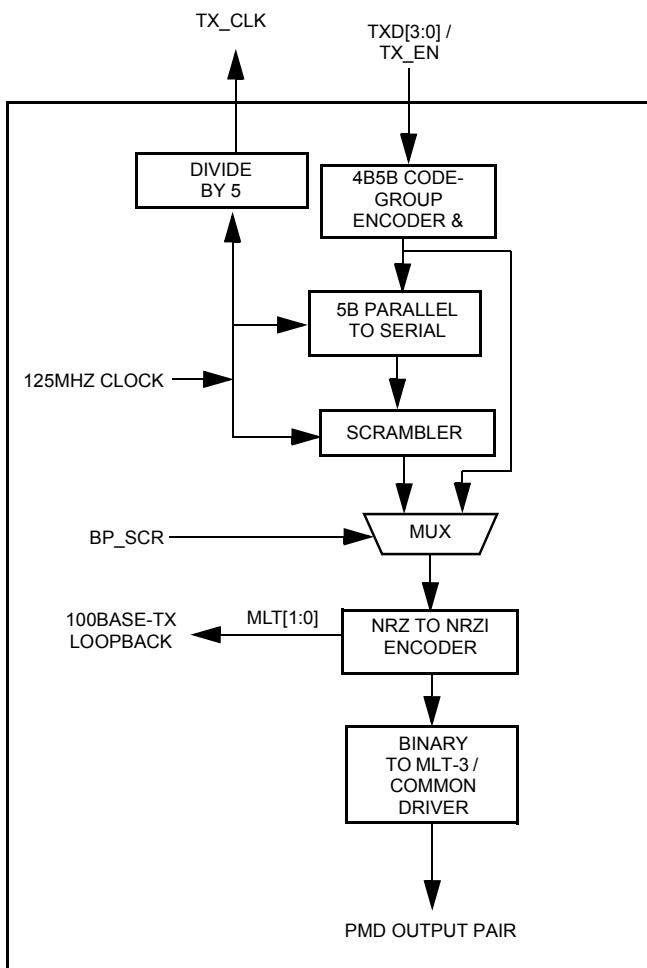 TX_CLK
TXD[3:0] /
TX_EN
DIVIDE
BY 5
4B5B CODE-
GROUP
ENCODER &
5B PARALLEL
TO SERIAL
125MHZ CLOCK
SCRAMBLER
BP_SCR
MUX
100BASE-TX
LOOPBACK
MLT[1:0]
NRZ TO NRZI
ENCODER
BINARY
TO MLT-3 /
COMMON
DRIVER
PMD OUTPUT PAIR